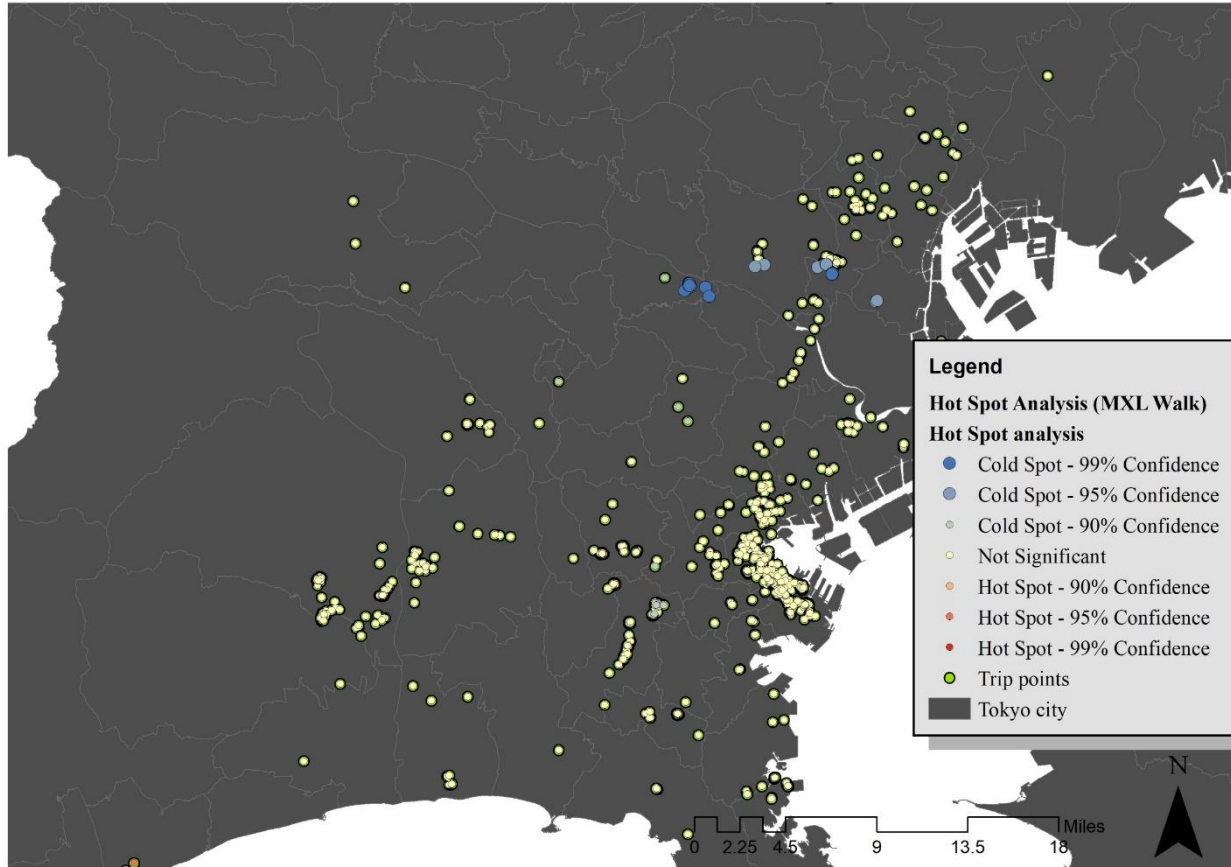 Legend
Hot Spot Analysis (MXL Walk)
Hot Spot analysis
Cold Spot - 99% Confidence
Cold Spot - 95% Confidence
Cold Spot - 90% Confidence
Not Significant
Hot Spot - 90% Confidence
Hot Spot - 95% Confidence
Hot Spot - 99% Confidence
Trip points
Tokyo city
N
Miles
0 2.25 4.5 9 13.5 18